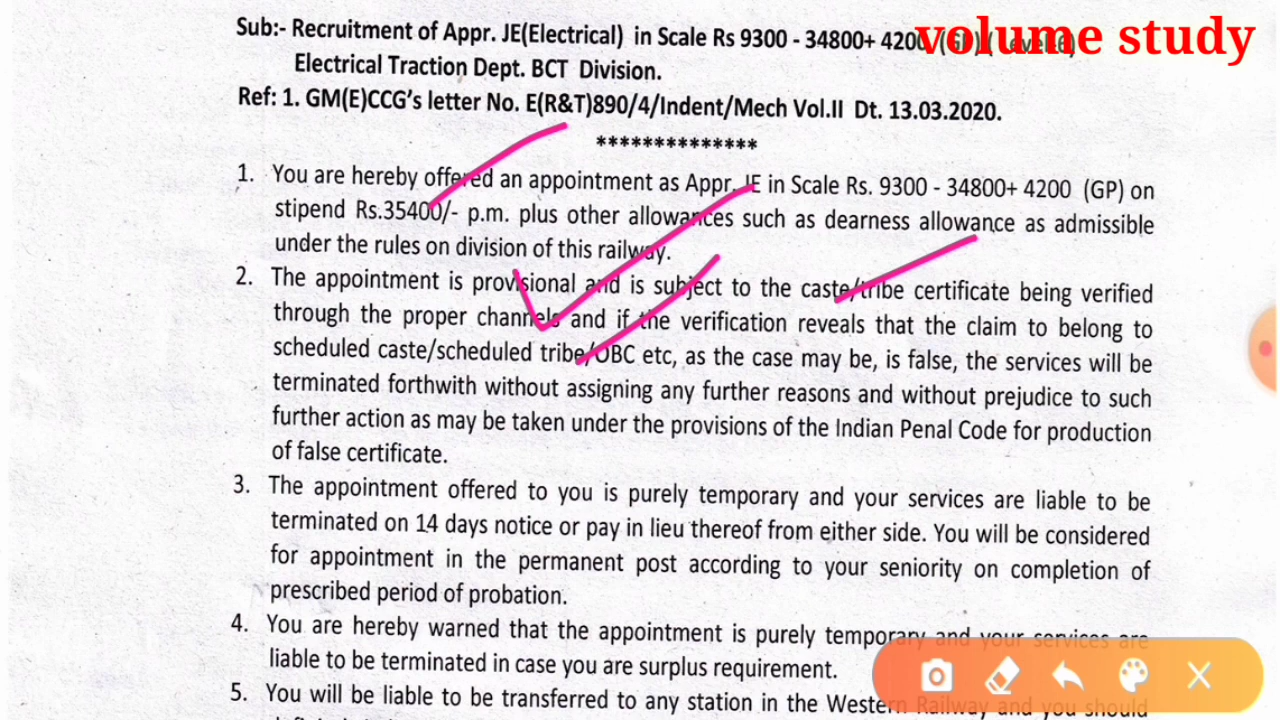 Sub:- Recruitment of Appr. JE(Electrical) in Scale Rs 9300 - 34800+ 4200 (GP)( Level-6)
volume study
Electrical Traction Dept. BCT Division.
Ref: 1. GM(E)CCG's letter No. E(R&T)890/4/Indent/Mech Vol.II Dt. 13.03.2020.
**************
1. You are hereby offered an appointment as Appr. JE in Scale Rs. 9300 - 34800+ 4200 (GP) on
stipend Rs.35400/- p.m. plus other allowances such as dearness allowance as admissible
under the rules on division of this railway.
2. The appointment is provisional and is subject to the caste/tribe certificate being verified
through the proper channels and if the verification reveals that the claim to belong to
scheduled caste/scheduled tribe/OBC etc, as the case may be, is false, the services will be
terminated forthwith without assigning any further reasons and without prejudice to such
further action as may be taken under the provisions of the Indian Penal Code for production
of false certificate.
3. The appointment offered to you is purely temporary and your services are liable to be
terminated on 14 days notice or pay in lieu thereof from either side. You will be considered
for appointment in the permanent post according to your seniority on completion of
prescribed period of probation.
4. You are hereby warned that the appointment is purely temporary and your services are
liable to be terminated in case you are surplus requirement.
5. You will be liable to be transferred to any station in the Western Railway and you should